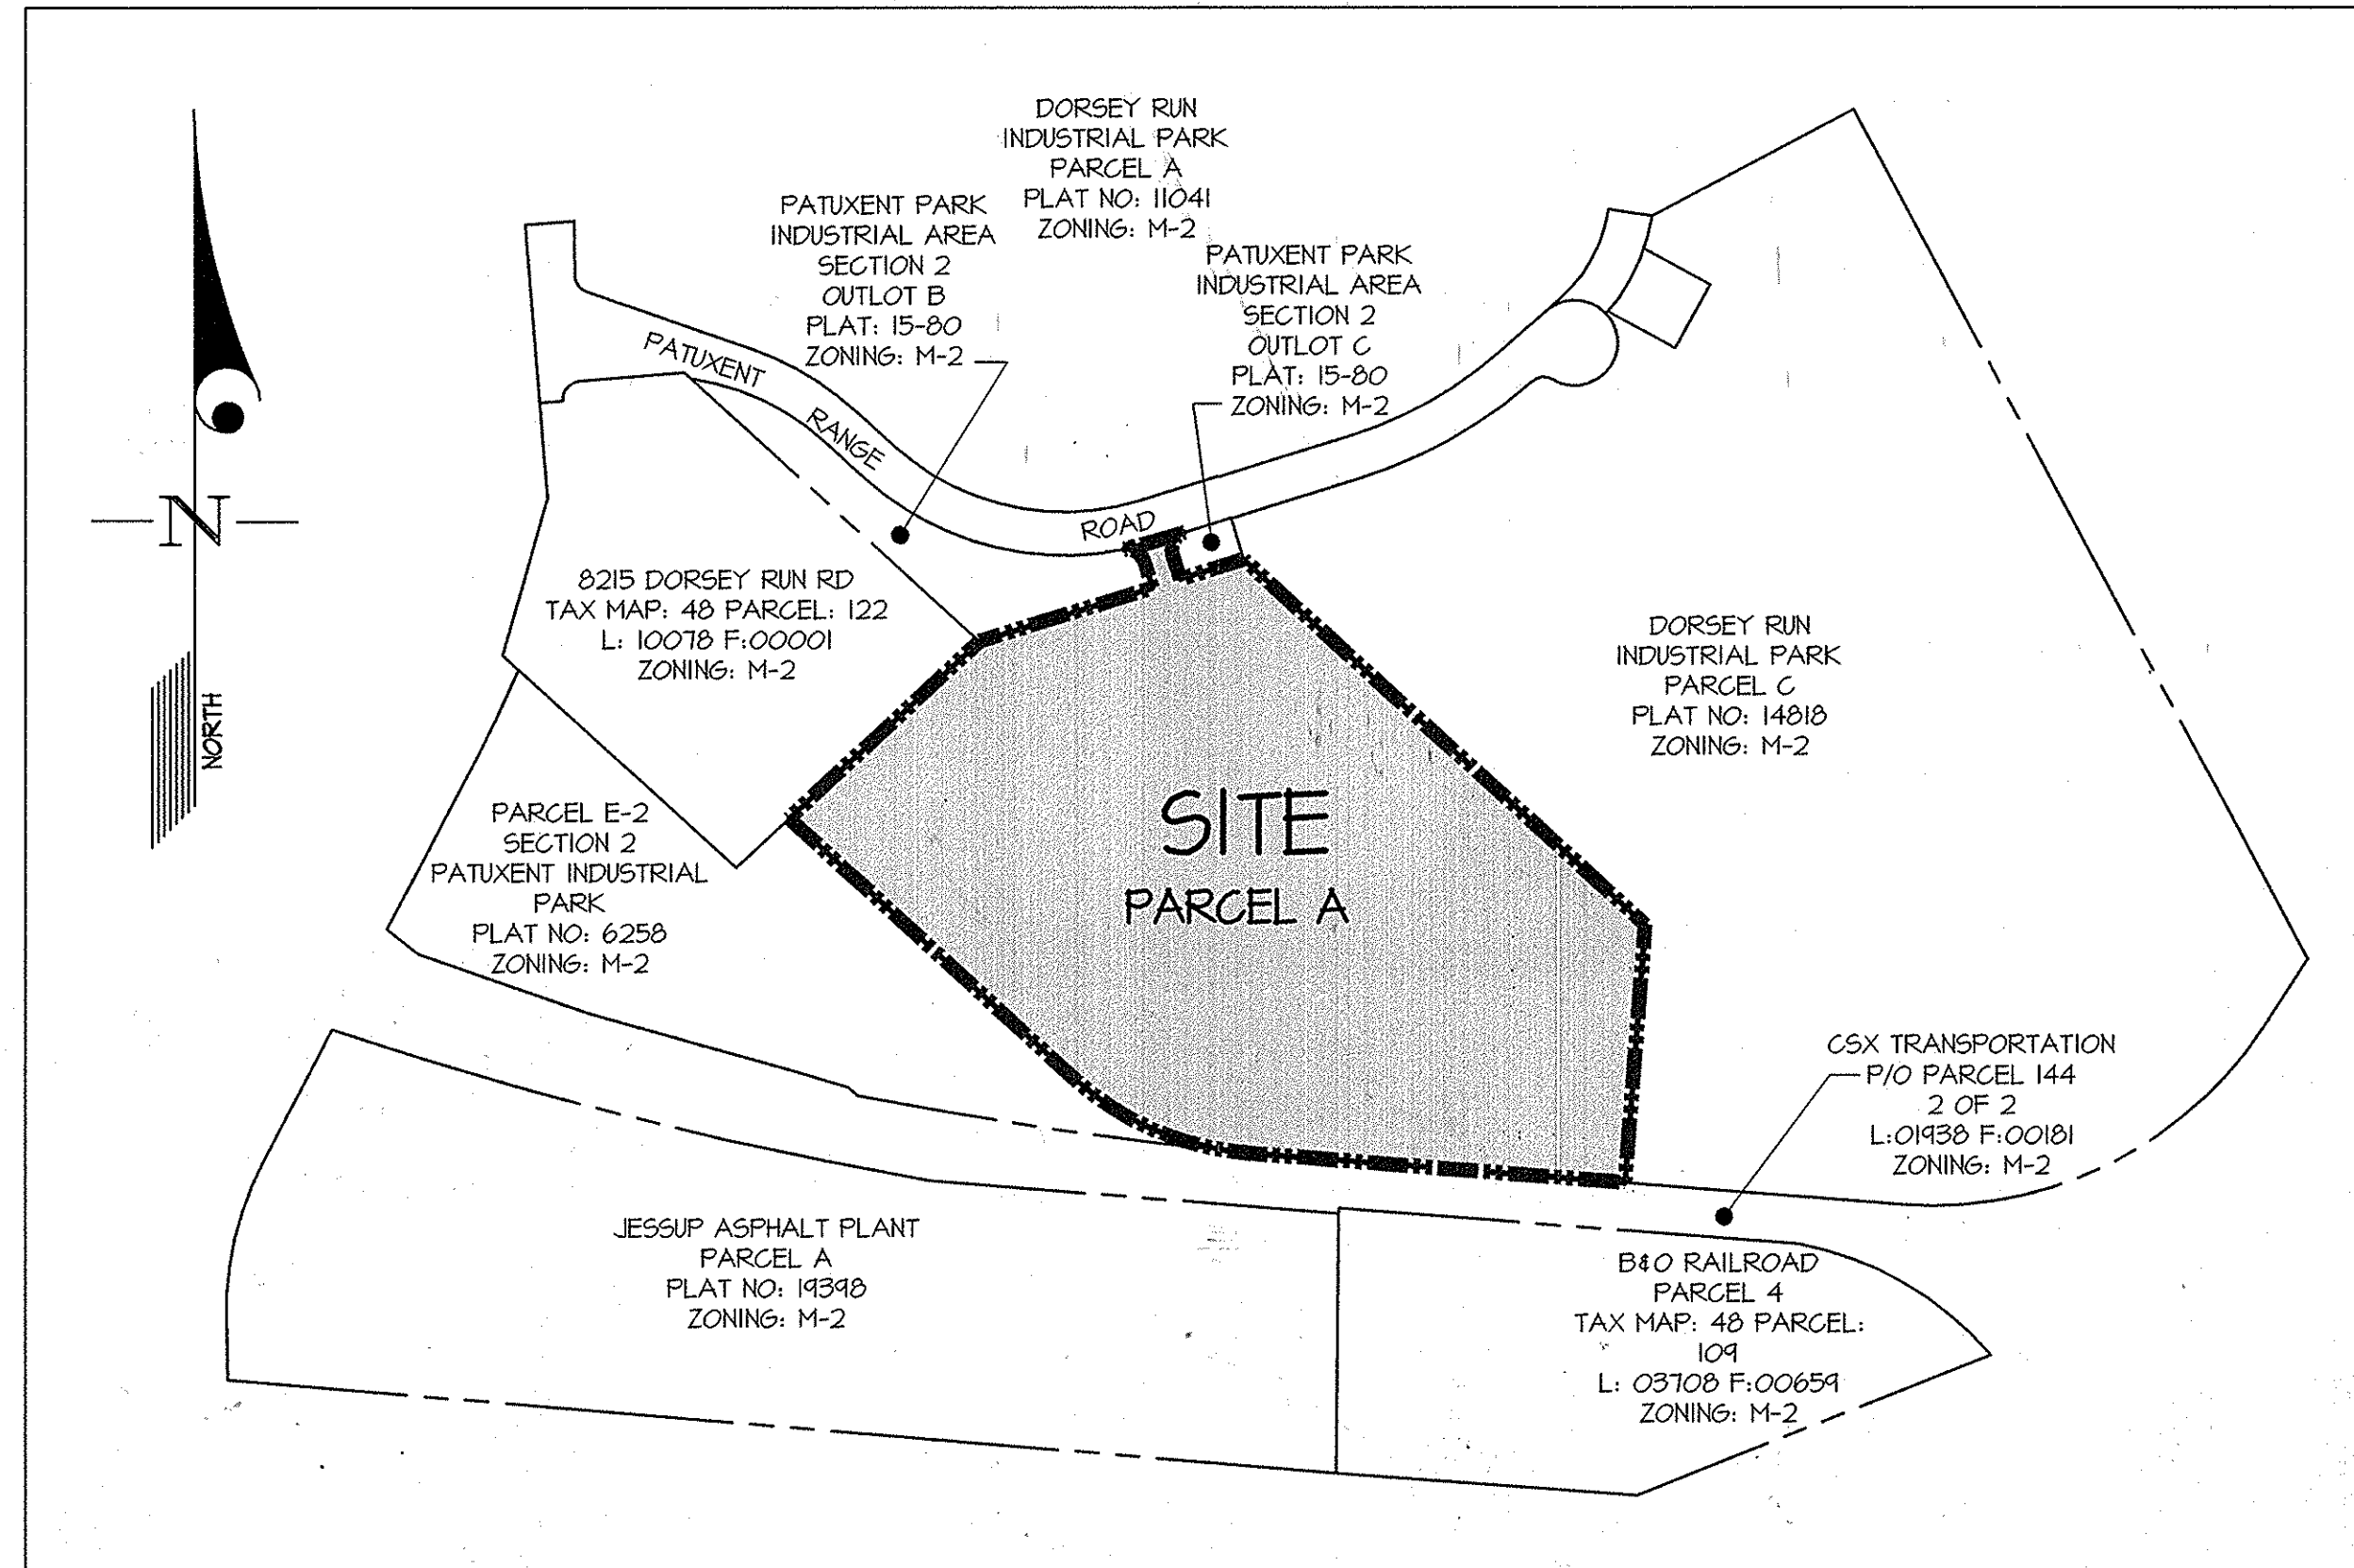 DORSEY RUN
INDUSTRIAL PARK
PARCEL A
PLAT NO: 11041
ZONING: M-2
PATUXENT PARK
INDUSTRIAL AREA
SECTION 2
OUTLOT B
PLAT: 15-80
ZONING: M-2
PATUXENT PARK
INDUSTRIAL AREA
SECTION 2
OUTLOT C
PLAT: 15-80
ZONING: M-2
PATUXENT
RANGE
ROAD
N
NORTH
8215 DORSEY RUN RD
TAX MAP: 48 PARCEL: 122
L: 10078 F:00001
ZONING: M-2
DORSEY RUN
INDUSTRIAL PARK
PARCEL C
PLAT NO: 14818
ZONING: M-2
PARCEL E-2
SECTION 2
PATUXENT INDUSTRIAL
PARK
PLAT NO: 6258
ZONING: M-2
SITE
PARCEL A
CSX TRANSPORTATION
P/O PARCEL 144
2 OF 2
L:01938 F:00181
ZONING: M-2
JESSUP ASPHALT PLANT
PARCEL A
PLAT NO: 19398
ZONING: M-2
B&O RAILROAD
PARCEL 4
TAX MAP: 48 PARCEL:
109
L: 03708 F:00659
ZONING: M-2